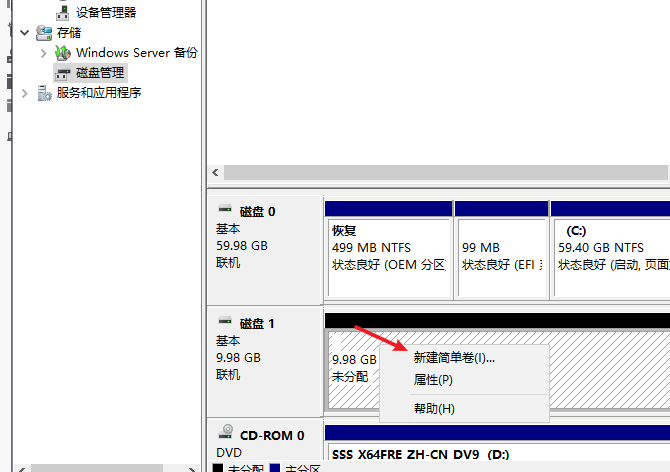 设备管理器
存储
Windows Server 备份
磁盘管理
服务和应用程序
磁盘 0
基本
59.98 GB
联机
恢复
499 MB NTFS
状态良好 (OEM 分区
99 MB
状态良好 (EFI 系
(C:)
59.40 GB NTFS
状态良好 (启动, 页面
磁盘 1
基本
9.98 GB
联机
9.98 GB
未分配
新建简单卷(I)...
属性(P)
帮助(H)
CD-ROM 0
DVD
SSS_X64FRE_ZH-CN_DV9 (D:)
未分配
主分区